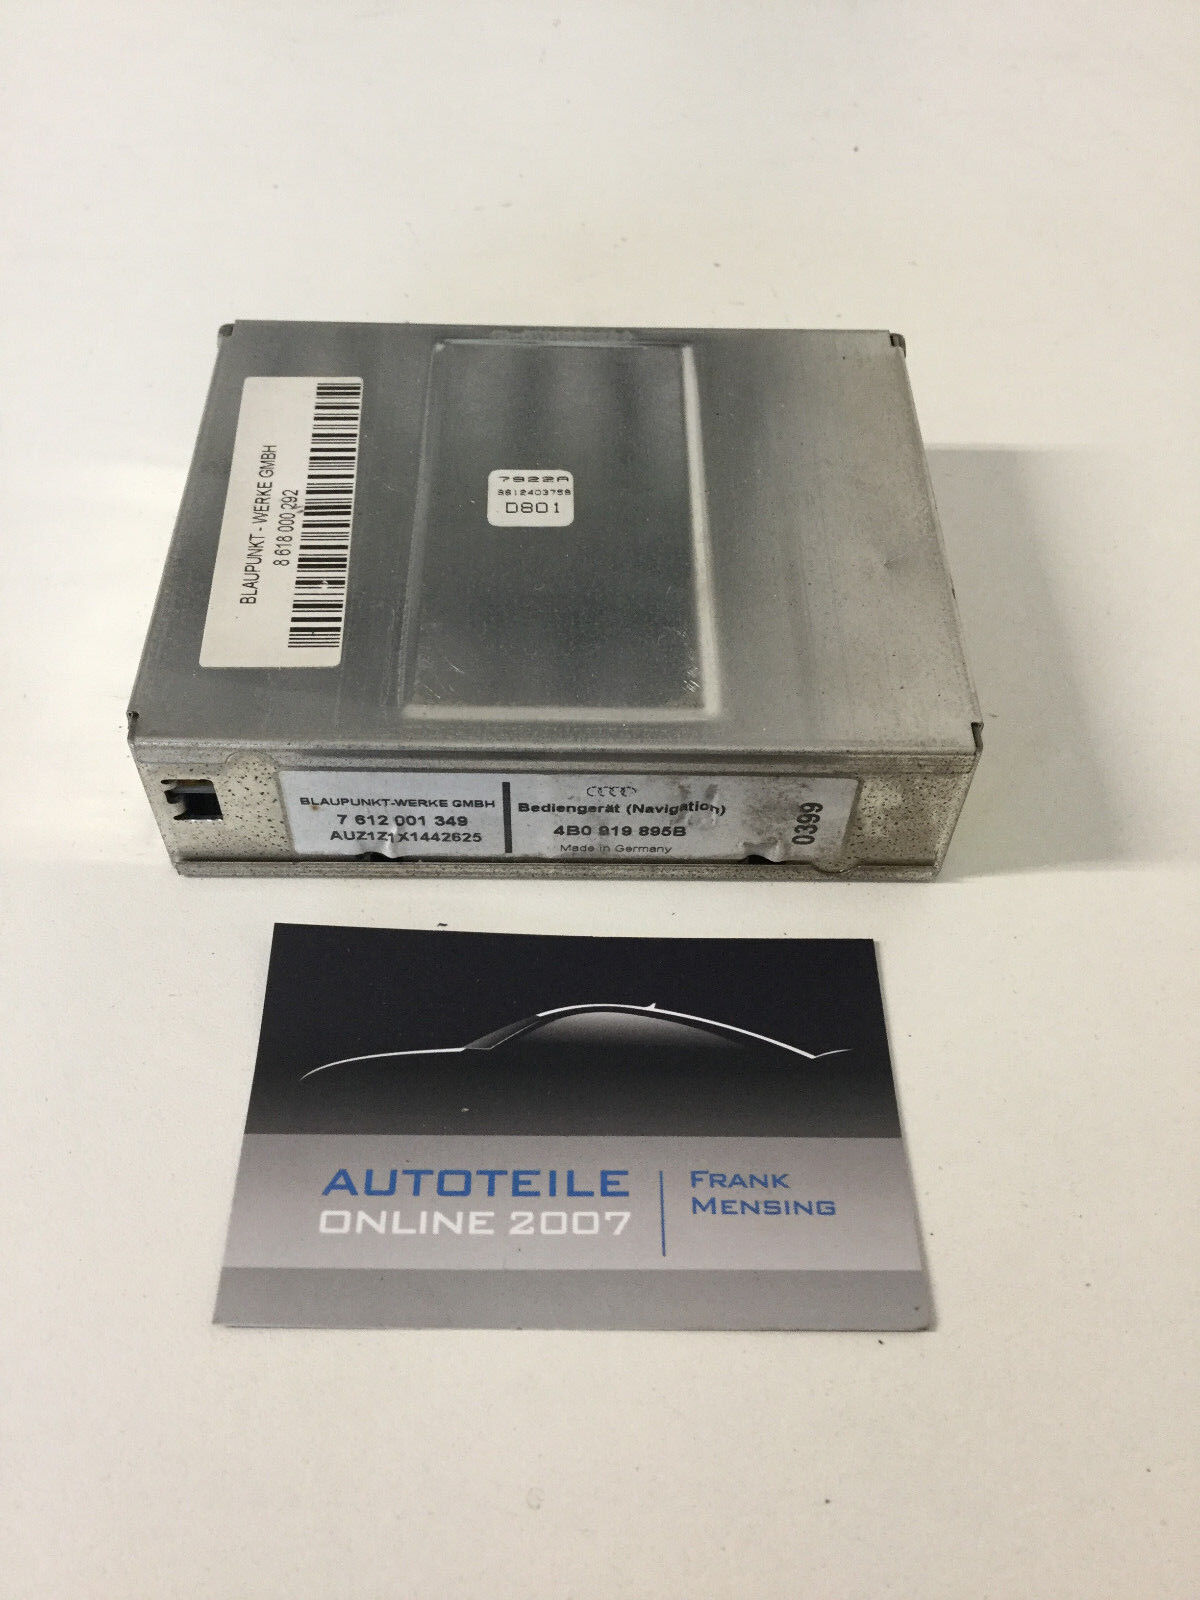 BLAUPUNKT - WERKE GMBH
8 618 000 292
7922A
D801
BLAUPUNKT-WERKE GMBH
7 612 001 349
AUZ1Z1X1442625
Bediengerät (Navigation)
4B0 919 895B
Made in Germany
0399
AUTOTEILE
ONLINE 2007
FRANK
MENSING